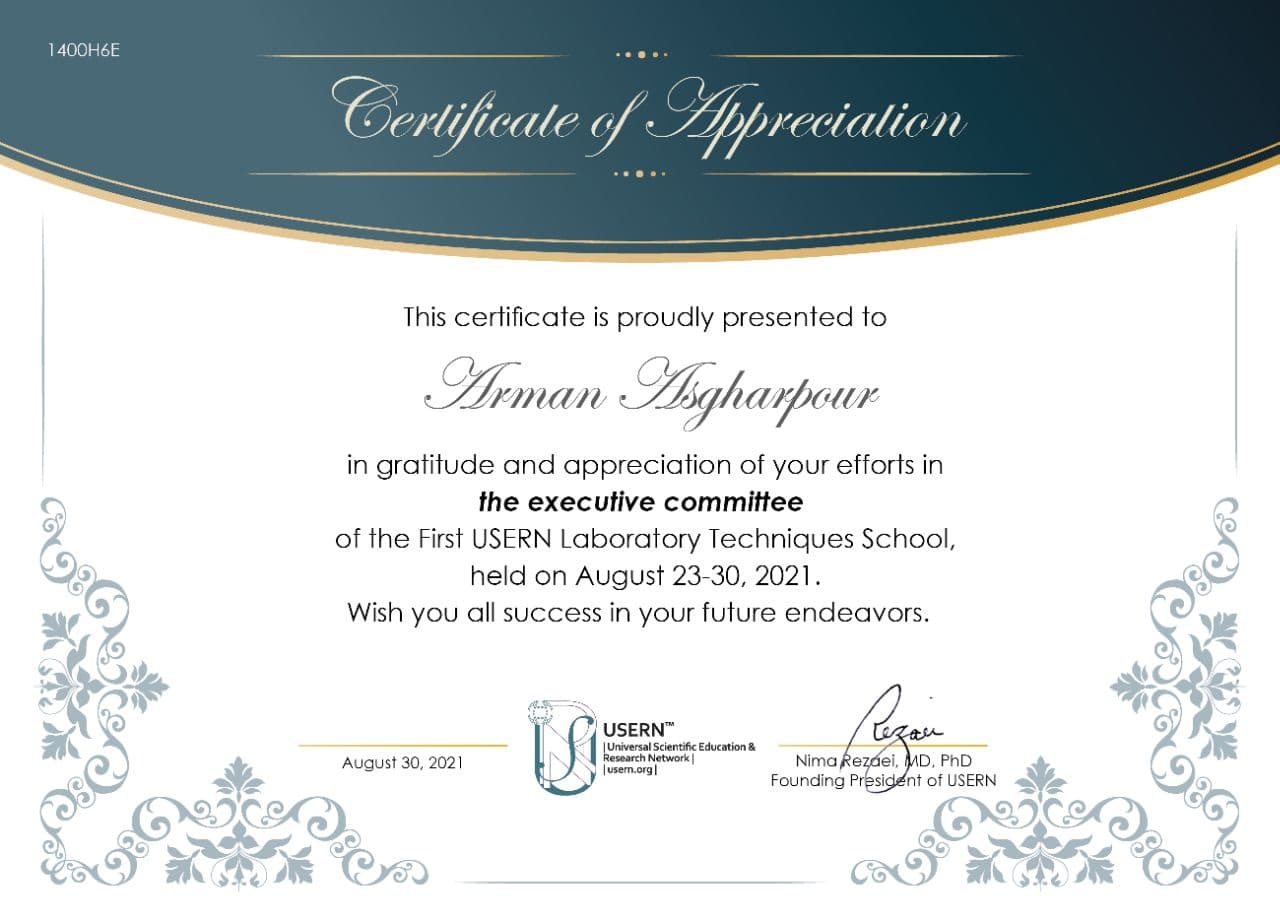 1400H6E
Certificate of Appreciation
This certificate is proudly presented to
Arman Asgharpour
in gratitude and appreciation of your efforts in
the executive committee
of the First USERN Laboratory Techniques School,
held on August 23-30, 2021.
Wish you all success in your future endeavors.
August 30, 2021
USERN™
| Universal Scientific Education &
Research Network |
| usern.org |
Rezaei
Nima Rezaei, MD, PhD
Founding President of USERN